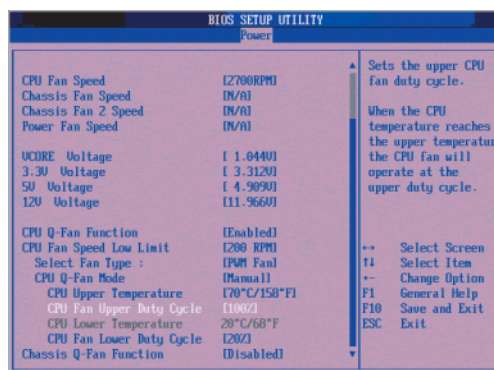 BIOS SETUP UTILITY
Power
CPU Fan Speed [2700RPM]
Chassis Fan Speed [N/A]
Chassis Fan 2 Speed [N/A]
Power Fan Speed [N/A]
VCORE Voltage [ 1.044V]
3.3V Voltage [ 3.312V]
5V Voltage [ 4.909V]
12V Voltage [11.966V]
CPU Q-Fan Function [Enabled]
CPU Fan Speed Low Limit [200 RPM]
Select Fan Type : [PWM Fan]
CPU Q-Fan Mode [Manual]
CPU Upper Temperature [70°C/158°F]
CPU Fan Upper Duty Cycle [100%]
CPU Lower Temperature 20°C/68°F
CPU Fan Lower Duty Cycle [20%]
Chassis Q-Fan Function [Disabled]
Sets the upper CPU
fan duty cycle.
When the CPU
temperature reaches
the upper temperatu
the CPU fan will
operate at the
upper duty cycle.
↔ Select Screen
↑↓ Select Item
+- Change Option
F1 General Help
F10 Save and Exit
ESC Exit